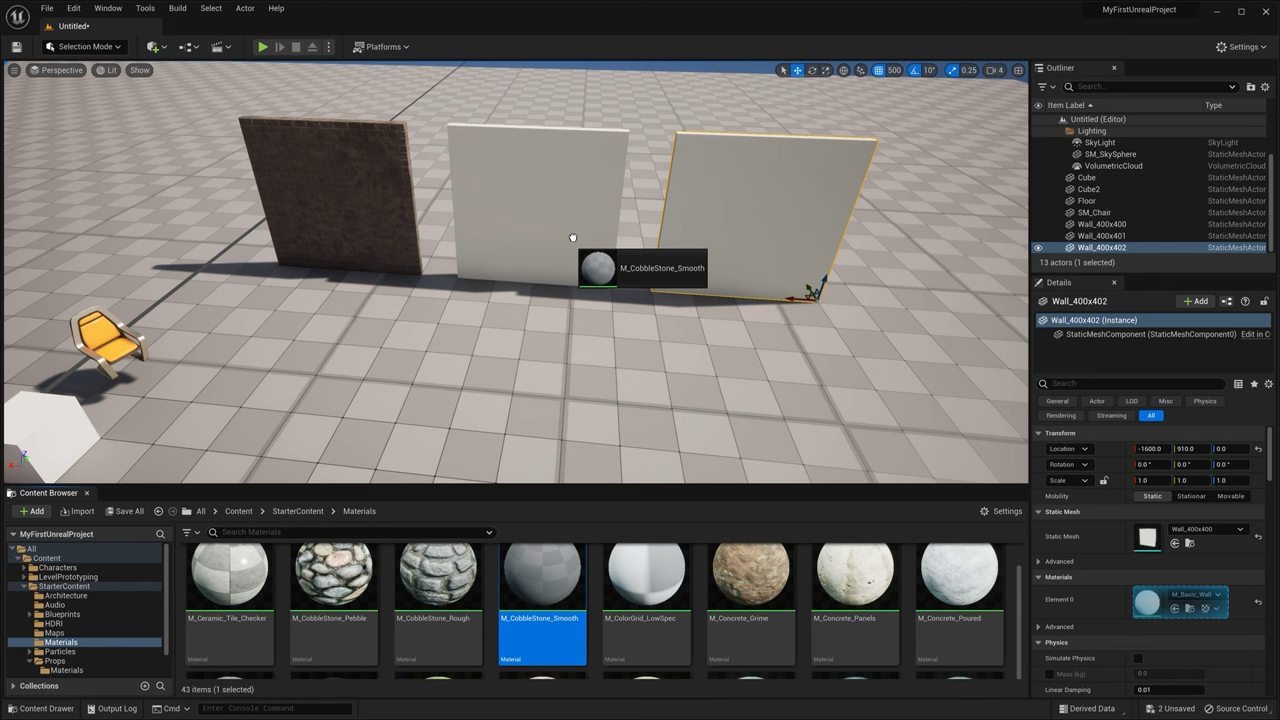 File Edit Window Tools Build Select Actor Help
MyFirstUnrealProject
Untitled*
Selection Mode
Platforms
Settings
Perspective
Lit
Show
500
10°
0.25
4
M_CobbleStone_Smooth
Outliner
Search...
Item Label
Type
Untitled (Editor)
Lighting
SkyLight SkyLight
SM_SkySphere StaticMeshActor
VolumetricCloud VolumetricCloud
Cube StaticMeshActor
Cube2 StaticMeshActor
Floor StaticMeshActor
SM_Chair StaticMeshActor
Wall_400x400 StaticMeshActor
Wall_400x401 StaticMeshActor
Wall_400x402 StaticMeshActor
13 actors (1 selected)
Details
Wall_400x402
Add
Wall_400x402 (Instance)
StaticMeshComponent (StaticMeshComponent0) Edit in C
Search
General Actor LOD Misc Physics
Rendering Streaming All
Transform
Location -1600.0 910.0 0.0
Rotation 0.0° 0.0° 0.0°
Scale 1.0 1.0 1.0
Mobility Static Stationar Movable
Static Mesh
Static Mesh Wall_400x400
Advanced
Materials
Element 0 M_Basic_Wall
Advanced
Physics
Simulate Physics
Mass (kg) 0.0
Linear Damping 0.01
Content Browser
Add Import Save All All Content StarterContent Materials Settings
MyFirstUnrealProject
Search Materials
All
Content
Characters
LevelPrototyping
StarterContent
Architecture
Audio
Blueprints
HDRI
Maps
Materials
Particles
Props
Materials
Collections
M_Ceramic_Tile_Checker M_CobbleStone_Pebble M_CobbleStone_Rough M_CobbleStone_Smooth M_ColorGrid_LowSpec M_Concrete_Grime M_Concrete_Panels M_Concrete_Poured
Material Material Material Material Material Material Material Material
43 items (1 selected)
Content Drawer Output Log Cmd Enter Console Command Derived Data 2 Unsaved Source Control